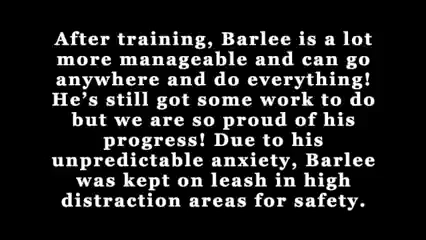 After training, Barlee is a lot
more manageable and can go
anywhere and do everything!
He’s still got some work to do
but we are so proud of his
progress! Due to his
unpredictable anxiety, Barlee
was kept on leash in high
distraction areas for safety.